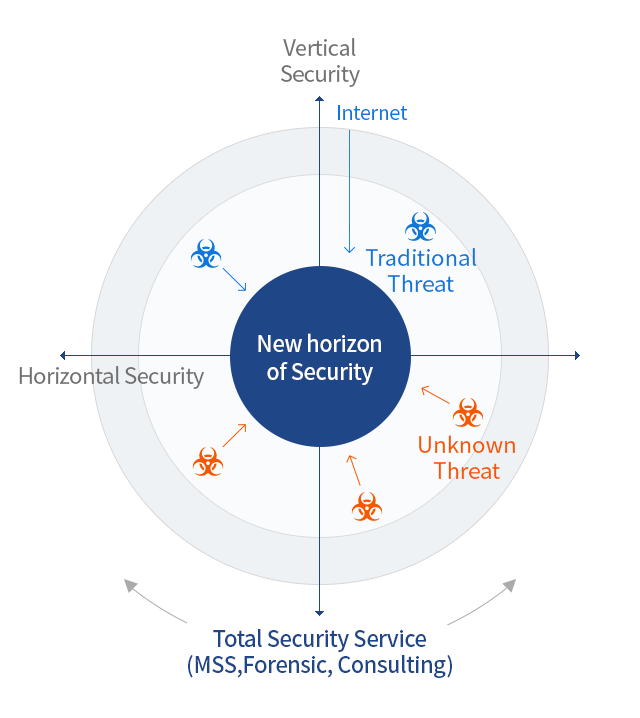 Vertical
Security
Internet
Traditional
Threat
New horizon
of Security
Horizontal Security
Unknown
Threat
Total Security Service
(MSS,Forensic, Consulting)